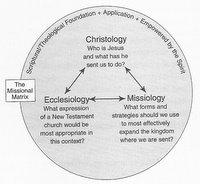 Scriptural/Theological Foundation + Application + Empowered by the Spirit
Christology
Who is Jesus
and what has he
sent us to do?
The
Missional
Matrix
Ecclesiology
What expression
of a New Testament
church would be
most appropriate in
this context?
Missiology
What forms and
strategies should we use
to most effectively
expand the kingdom
where we are sent?